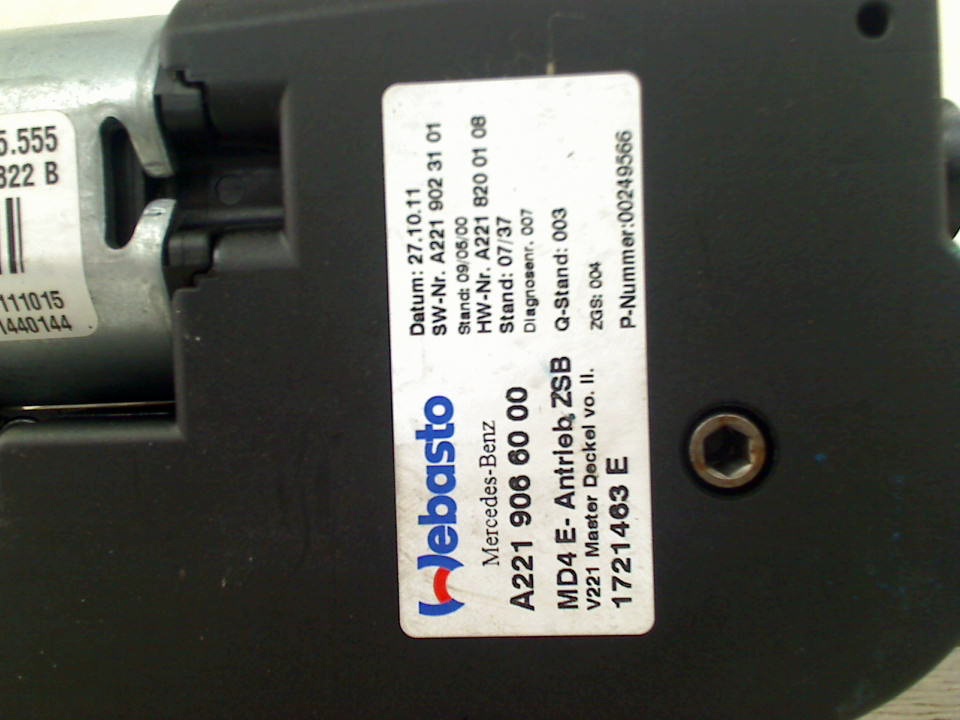 5.555
322 B
111015
1440144
Webasto
Mercedes-Benz
A221 906 60 00
MD4 E- Antrieb, ZSB
V221 Master Deckel vo. li.
1721463 E
Datum: 27.10.11
SW-Nr. A221 902 31 01
Stand: 09/06/00
HW-Nr. A221 820 01 08
Stand: 07/37
Diagnosenr. 007
Q-Stand: 003
ZGS: 004
P-Nummer:00249566